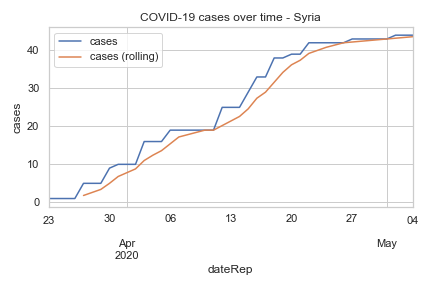 COVID-19 cases over time - Syria
cases
cases (rolling)
cases
40
30
20
10
0
23 30 06 13 20 27 04
Apr May
2020
dateRep